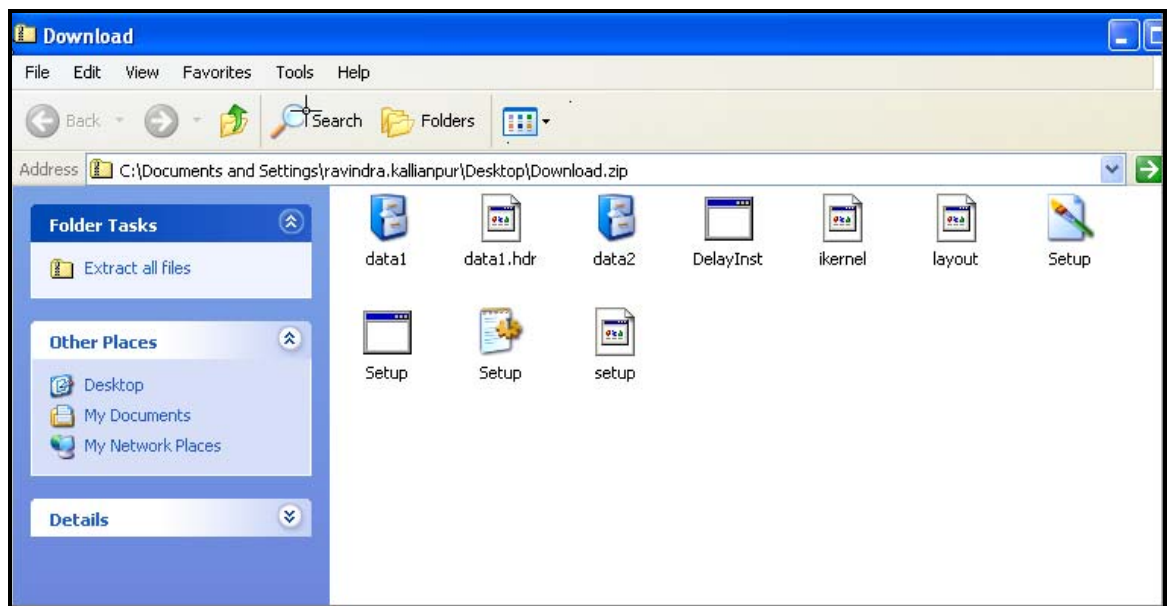 Download
File Edit View Favorites Tools Help
Back Search Folders
Address C:\Documents and Settings\ravindra.kallianpur\Desktop\Download.zip
Folder Tasks
Extract all files
Other Places
Desktop
My Documents
My Network Places
Details
data1 data1.hdr data2 DelayInst ikernel layout Setup
Setup Setup setup